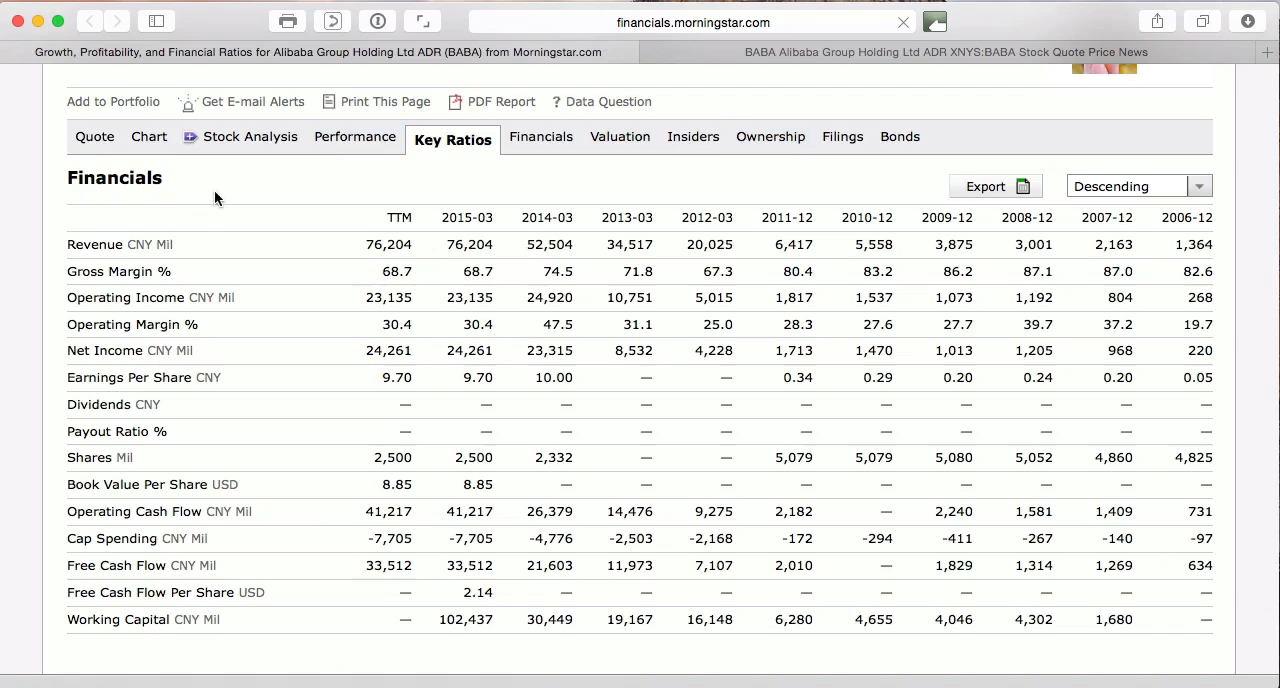 financials.morningstar.com
Growth, Profitability, and Financial Ratios for Alibaba Group Holding Ltd ADR (BABA) from Morningstar.com BABA Alibaba Group Holding Ltd ADR XNYS:BABA Stock Quote Price News
Add to Portfolio Get E-mail Alerts Print This Page PDF Report ? Data Question
Quote Chart Stock Analysis Performance Key Ratios Financials Valuation Insiders Ownership Filings Bonds
Financials
Export Descending
TTM 2015-03 2014-03 2013-03 2012-03 2011-12 2010-12 2009-12 2008-12 2007-12 2006-12
Revenue CNY Mil 76,204 76,204 52,504 34,517 20,025 6,417 5,558 3,875 3,001 2,163 1,364
Gross Margin % 68.7 68.7 74.5 71.8 67.3 80.4 83.2 86.2 87.1 87.0 82.6
Operating Income CNY Mil 23,135 23,135 24,920 10,751 5,015 1,817 1,537 1,073 1,192 804 268
Operating Margin % 30.4 30.4 47.5 31.1 25.0 28.3 27.6 27.7 39.7 37.2 19.7
Net Income CNY Mil 24,261 24,261 23,315 8,532 4,228 1,713 1,470 1,013 1,205 968 220
Earnings Per Share CNY 9.70 9.70 10.00 — — 0.34 0.29 0.20 0.24 0.20 0.05
Dividends CNY — — — — — — — — — — —
Payout Ratio % — — — — — — — — — — —
Shares Mil 2,500 2,500 2,332 — — 5,079 5,079 5,080 5,052 4,860 4,825
Book Value Per Share USD 8.85 8.85 — — — — — — — — —
Operating Cash Flow CNY Mil 41,217 41,217 26,379 14,476 9,275 2,182 — 2,240 1,581 1,409 731
Cap Spending CNY Mil -7,705 -7,705 -4,776 -2,503 -2,168 -172 -294 -411 -267 -140 -97
Free Cash Flow CNY Mil 33,512 33,512 21,603 11,973 7,107 2,010 — 1,829 1,314 1,269 634
Free Cash Flow Per Share USD — 2.14 — — — — — — — — —
Working Capital CNY Mil — 102,437 30,449 19,167 16,148 6,280 4,655 4,046 4,302 1,680 —